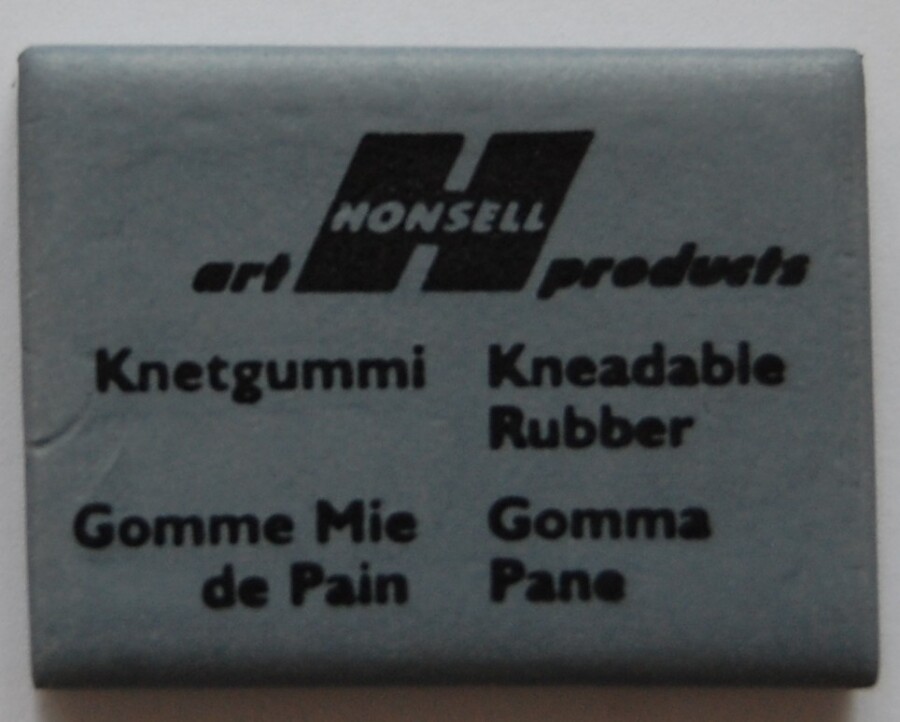 HONSELL
art products
Knetgummi
Kneadable
Rubber
Gomme Mie
de Pain
Gomma
Pane